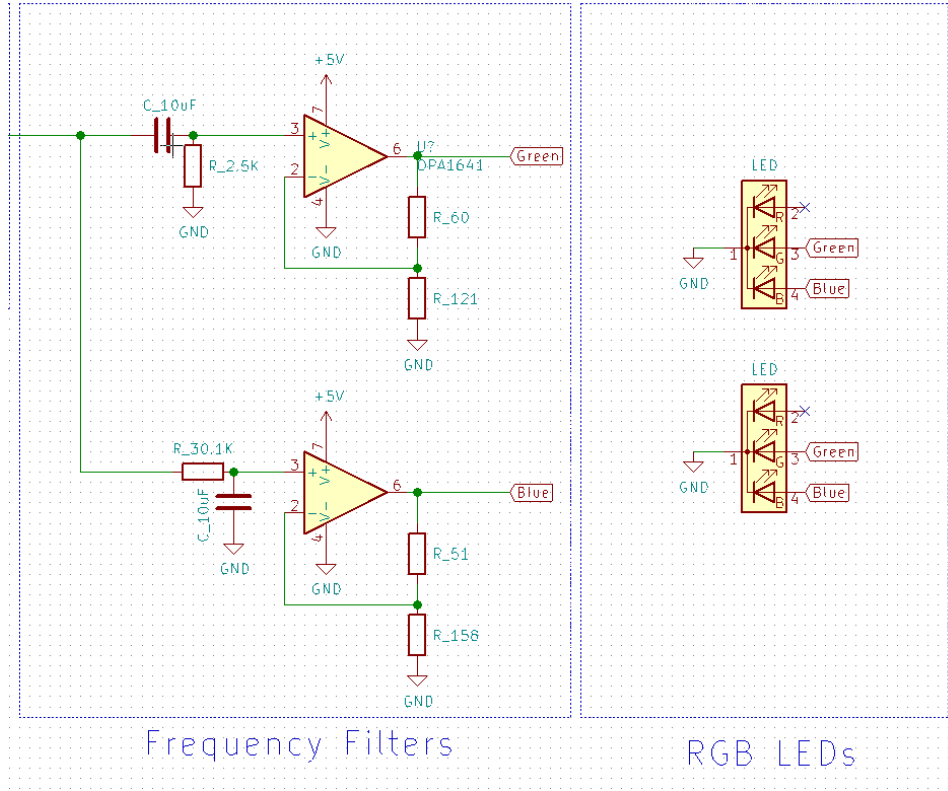 +5V
C_10uF
7
3
+
V+
6
U?
OPA1641
Green
R_2.5K
2
V-
4
GND
GND
R_60
R_121
GND
LED
R
2
1
G
3
Green
GND
B
4
Blue
+5V
R_30.1K
7
3
+
V+
6
Blue
C_10uF
2
V-
4
GND
GND
R_51
R_158
GND
LED
R
2
1
G
3
Green
GND
B
4
Blue
Frequency Filters
RGB LEDs